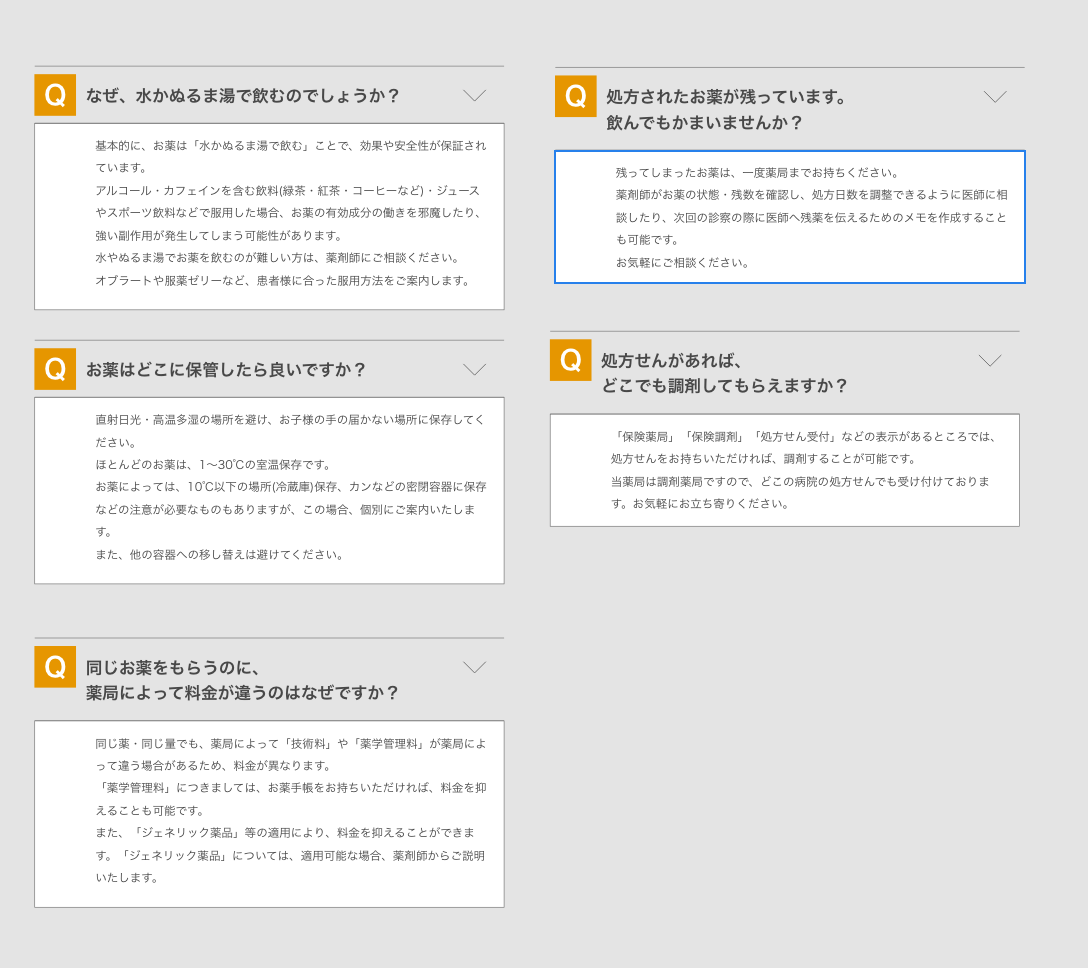 Q
なぜ、水かぬるま湯で飲むのでしょうか？
基本的に、お薬は「水かぬるま湯で飲む」ことで、効果や安全性が保証され
ています。
アルコール・カフェインを含む飲料(緑茶・紅茶・コーヒーなど)・ジュース
やスポーツ飲料などで服用した場合、お薬の有効成分の働きを邪魔したり、
強い副作用が発生してしまう可能性があります。
水やぬるま湯でお薬を飲むのが難しい方は、薬剤師にご相談ください。
オブラートや服薬ゼリーなど、患者様に合った服用方法をご案内します。
Q
お薬はどこに保管したら良いですか？
直射日光・高温多湿の場所を避け、お子様の手の届かない場所に保存してく
ださい。
ほとんどのお薬は、1〜30℃の室温保存です。
お薬によっては、10℃以下の場所(冷蔵庫)保存、カンなどの密閉容器に保存
などの注意が必要なものもありますが、この場合、個別にご案内いたしま
す。
また、他の容器への移し替えは避けてください。
Q
同じお薬をもらうのに、
薬局によって料金が違うのはなぜですか？
同じ薬・同じ量でも、薬局によって「技術料」や「薬学管理料」が薬局によ
って違う場合があるため、料金が異なります。
「薬学管理料」につきましては、お薬手帳をお持ちいただければ、料金を抑
えることも可能です。
また、「ジェネリック薬品」等の適用により、料金を抑えることができま
す。「ジェネリック薬品」については、適用可能な場合、薬剤師からご説明
いたします。
Q
処方されたお薬が残っています。
飲んでもかまいませんか？
残ってしまったお薬は、一度薬局までお持ちください。
薬剤師がお薬の状態・残数を確認し、処方日数を調整できるように医師に相
談したり、次回の診察の際に医師へ残薬を伝えるためのメモを作成すること
も可能です。
お気軽にご相談ください。
Q
処方せんがあれば、
どこでも調剤してもらえますか？
「保険薬局」「保険調剤」「処方せん受付」などの表示があるところでは、
処方せんをお持ちいただければ、調剤することが可能です。
当薬局は調剤薬局ですので、どこの病院の処方せんでも受け付けておりま
す。お気軽にお立ち寄りください。